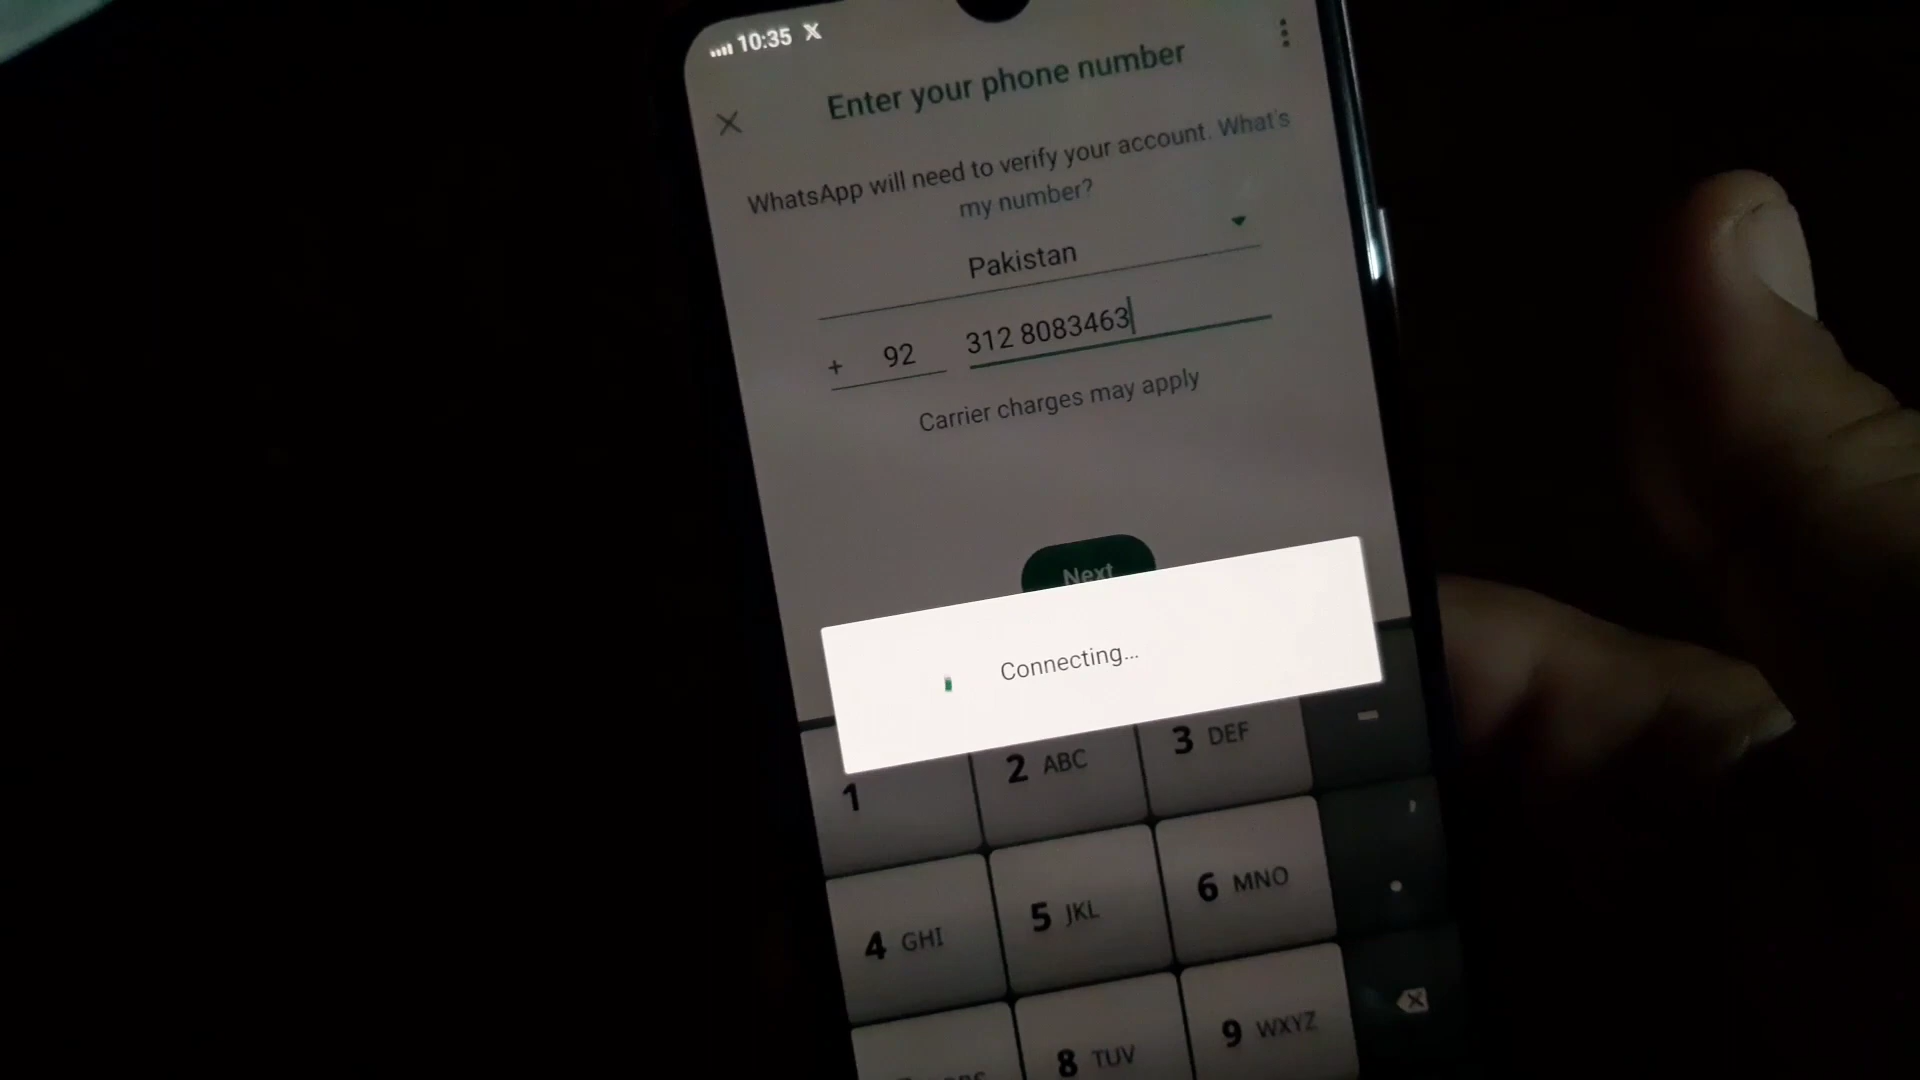 10:35 X
Enter your phone number
WhatsApp will need to verify your account. What's
my number?
Pakistan
+ 92 312 8083463
Carrier charges may apply
Next
Connecting...
1
2 ABC
3 DEF
-
4 GHI
5 JKL
6 MNO
.
8 TUV
9 WXYZ